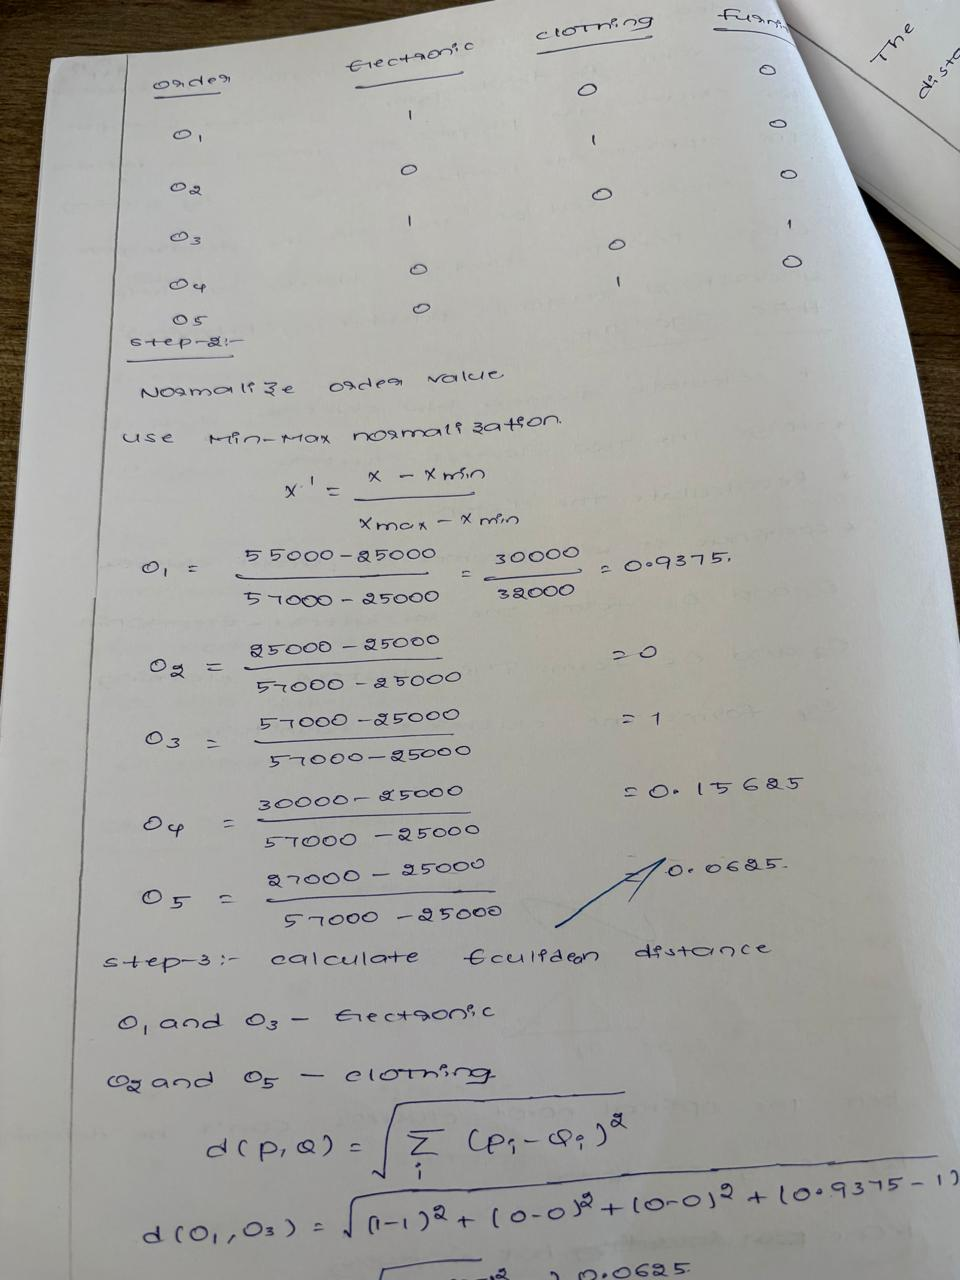 order Electronic clothing Furni
O1 1 0 0
O2 0 1 0
O3 1 0 0
O4 0 0 1
O5 0 1 0
step-2:-
Normalize order value
use Min-Max normalization.
x' = x - xmin / xmax - xmin
O1 = 55000-25000 / 57000-25000 = 30000 / 32000 = 0.9375.
O2 = 25000-25000 / 57000-25000 = 0
O3 = 57000-25000 / 57000-25000 = 1
O4 = 30000-25000 / 57000-25000 = 0.15625
O5 = 27000-25000 / 57000-25000 = 0.0625.
step-3:- calculate Eculidean distance
O1 and O3 - Electronic
O2 and O5 - clothing
d(P,Q) = √Σi (Pi-Qi)²
d(O1,O3) = √(1-1)² + (0-0)² + (0-0)² + (0.9375-1)
0.0625
The
dista